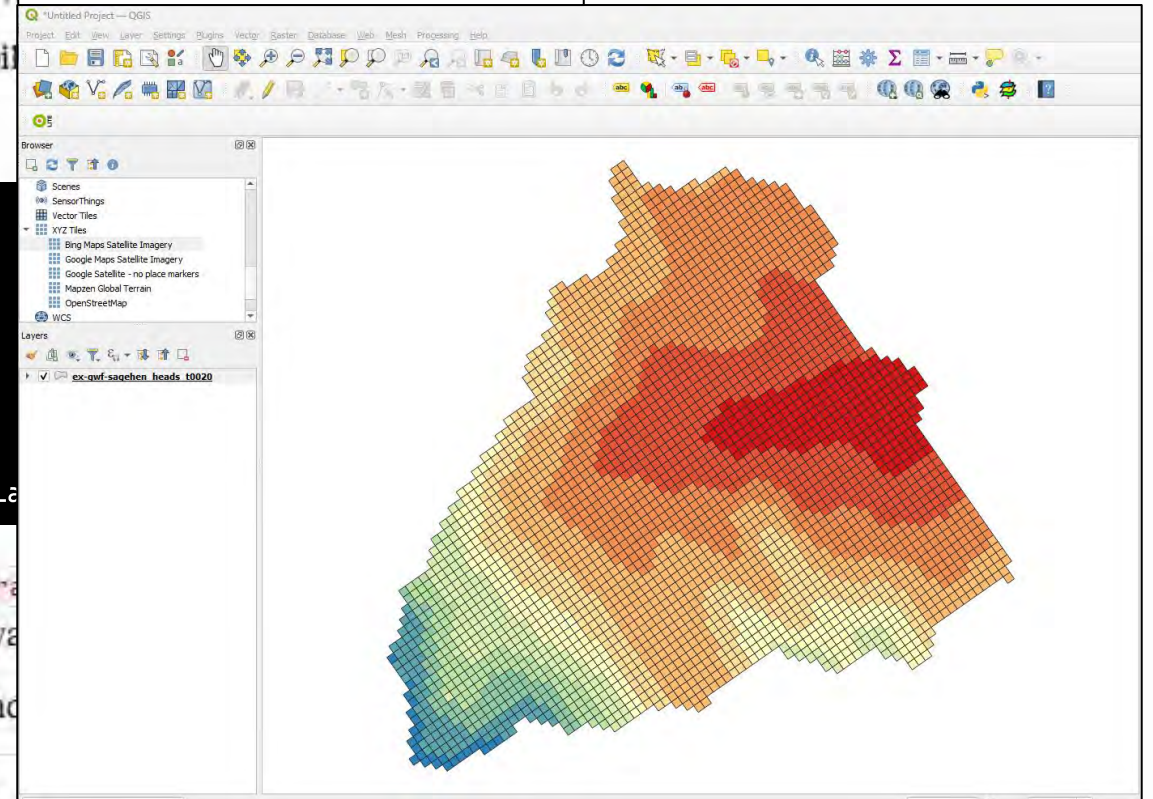 *Untitled Project — QGIS
Project Edit View Layer Settings Plugins Vector Raster Database Web Mesh Processing Help
Browser
Scenes
SensorThings
Vector Tiles
XYZ Tiles
Bing Maps Satellite Imagery
Google Maps Satellite Imagery
Google Satellite - no place markers
Mapzen Global Terrain
OpenStreetMap
WCS
Layers
ex-gwf-sagehen_heads_t0020